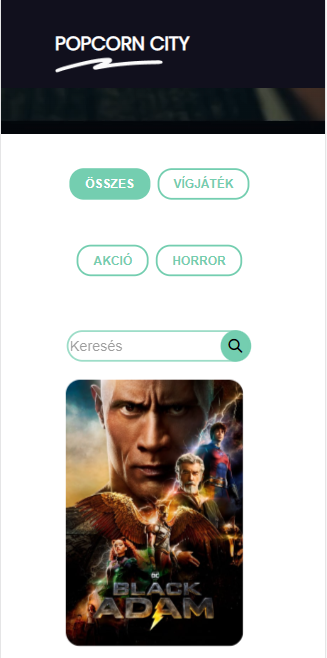 POPCORN CITY
ÖSSZES
VÍGJÁTÉK
AKCIÓ
HORROR
Keresés
DC
BLACK
ADAM